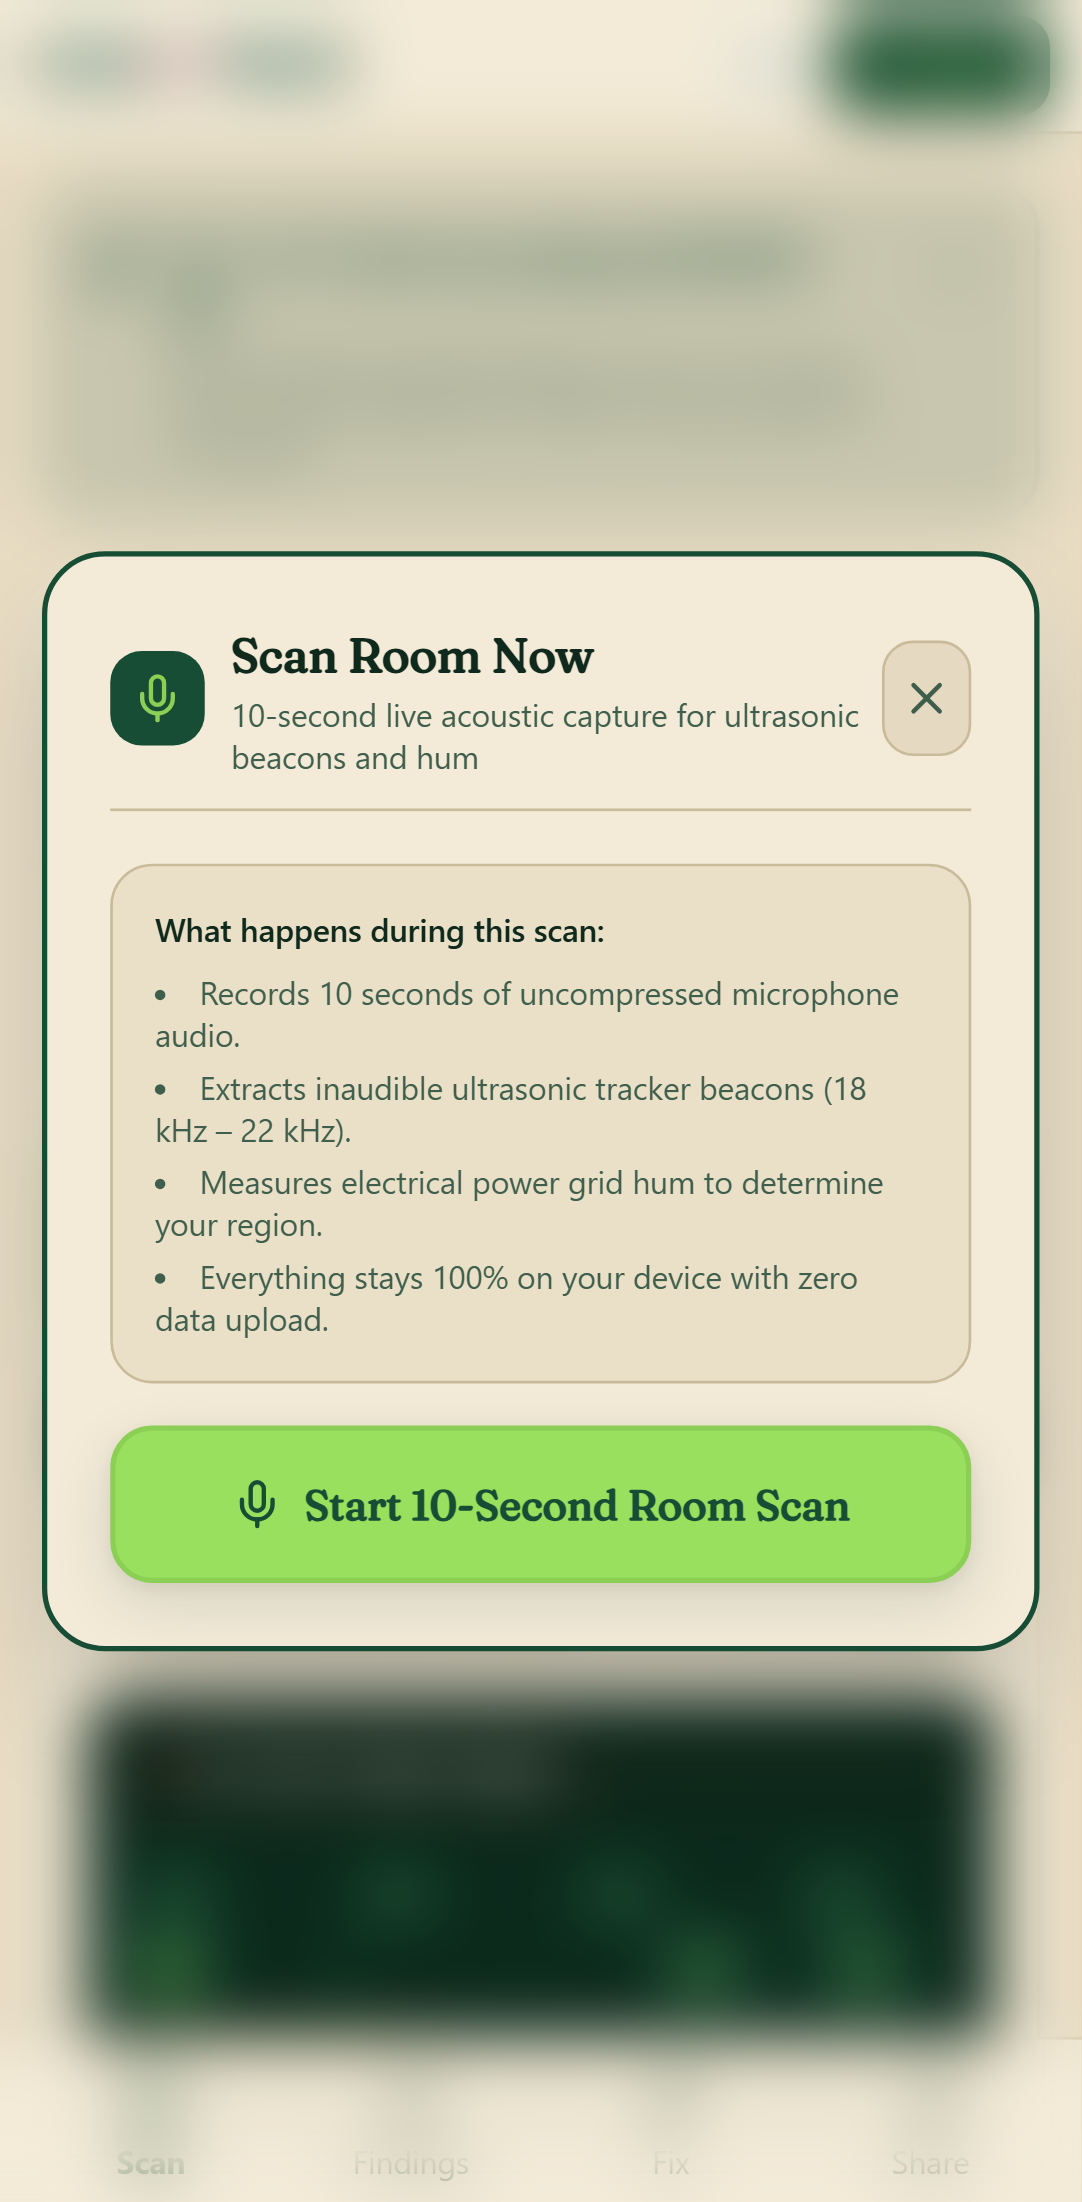 Scan Room Now
10-second live acoustic capture for ultrasonic
beacons and hum
What happens during this scan:
• Records 10 seconds of uncompressed microphone
audio.
• Extracts inaudible ultrasonic tracker beacons (18
kHz – 22 kHz).
• Measures electrical power grid hum to determine
your region.
• Everything stays 100% on your device with zero
data upload.
Start 10-Second Room Scan
Scan Findings Fix Share